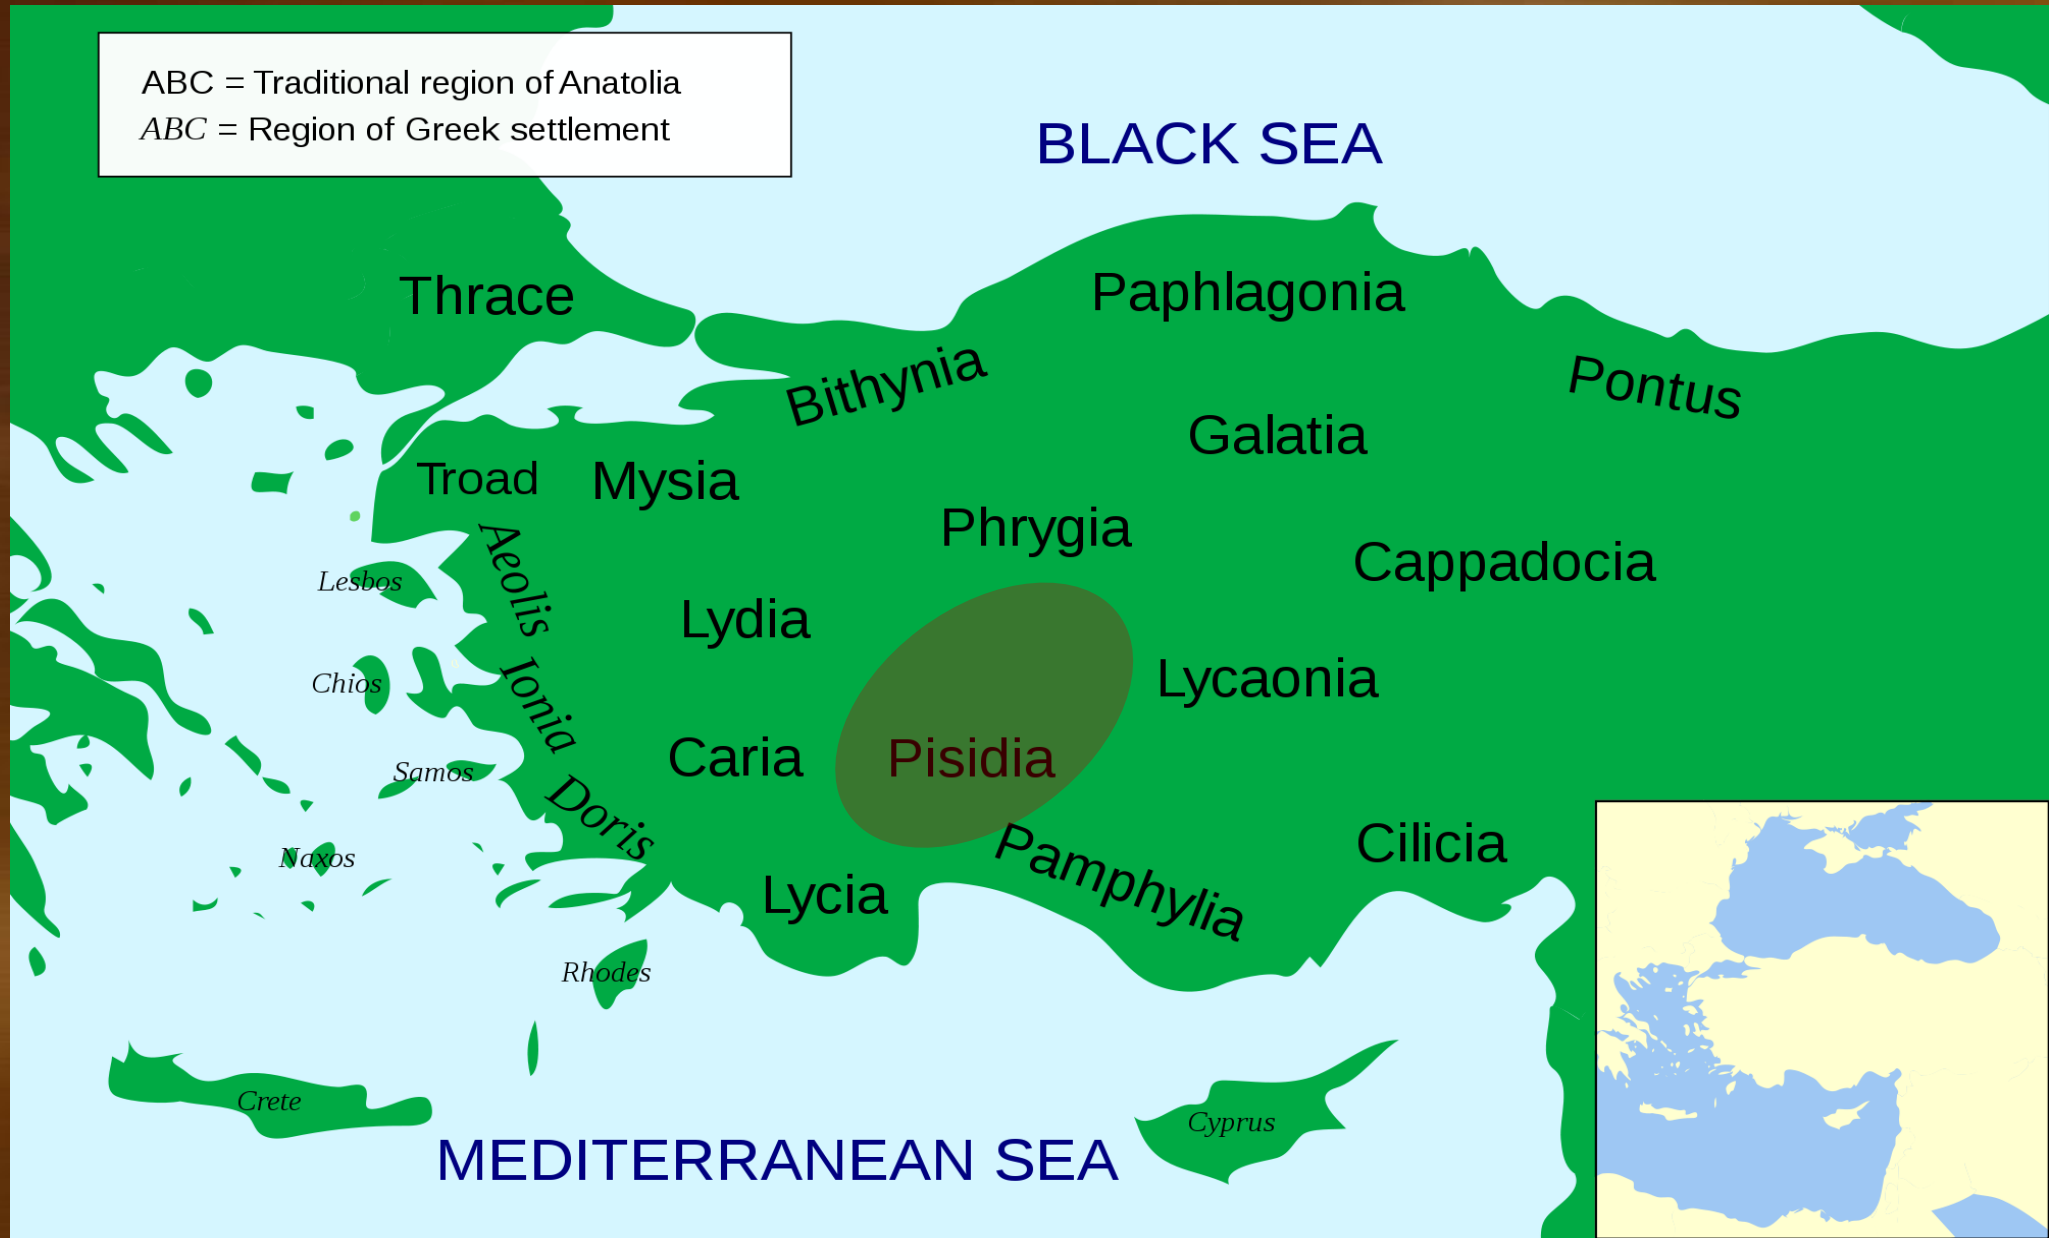 ABC = Traditional region of Anatolia
ABC = Region of Greek settlement
BLACK SEA
Thrace
Paphlagonia
Bithynia
Pontus
Galatia
Troad
Mysia
Phrygia
Cappadocia
Aeolis
Lesbos
Lydia
Lycaonia
Chios
Ionia
Caria
Pisidia
Samos
Doris
Naxos
Pamphylia
Cilicia
Lycia
Rhodes
Crete
Cyprus
MEDITERRANEAN SEA